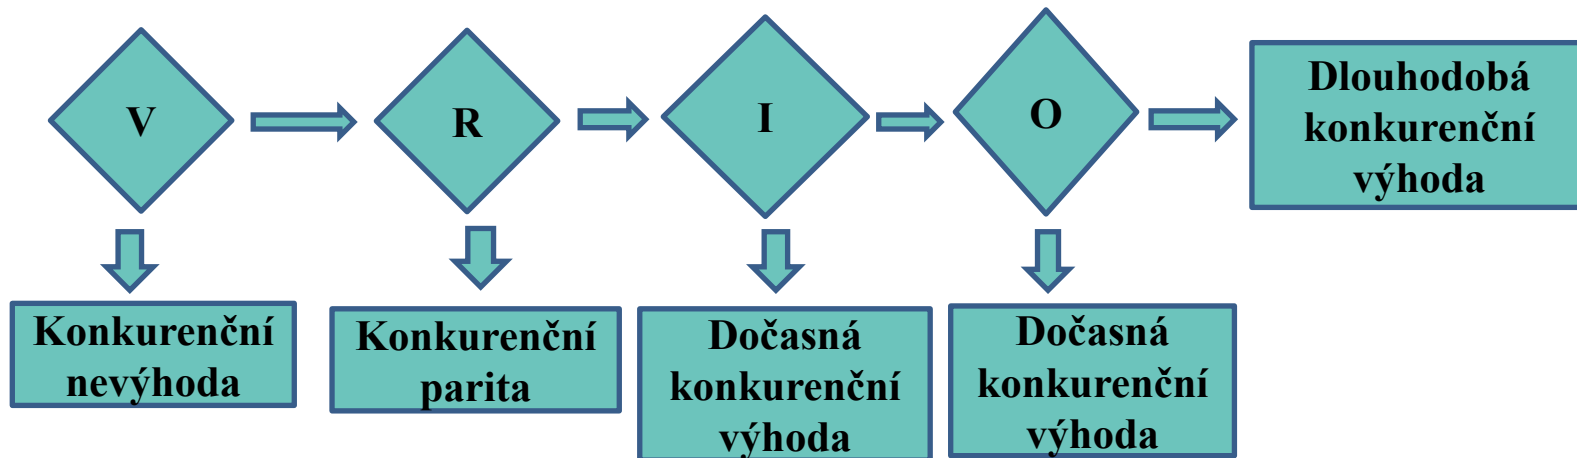 V
R
I
O
Dlouhodobá
konkurenční
výhoda
Konkurenční
nevýhoda
Konkurenční
parita
Dočasná
konkurenční
výhoda
Dočasná
konkurenční
výhoda